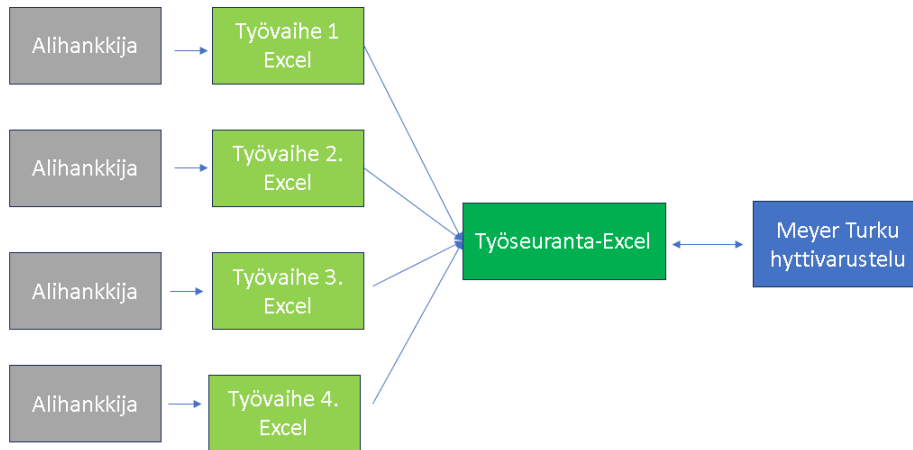 Alihankkija
Työvaihe 1
Excel
Alihankkija
Työvaihe 2.
Excel
Työseuranta-Excel
Meyer Turku
hyttivarustelu
Alihankkija
Työvaihe 3.
Excel
Alihankkija
Työvaihe 4.
Excel